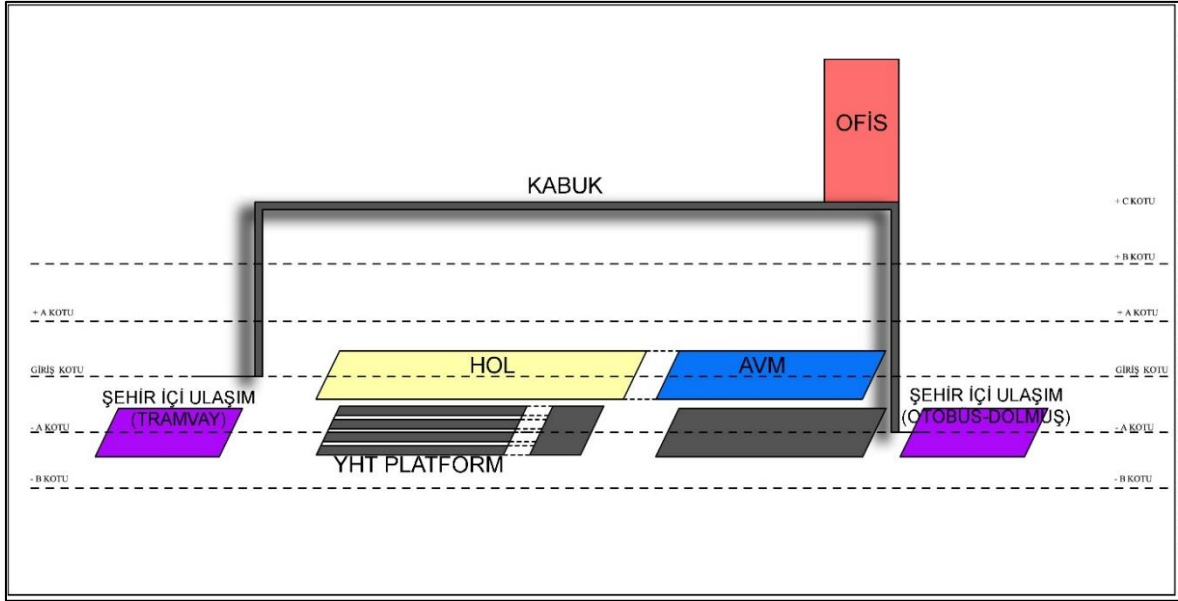 OFİS
KABUK
+ C KOTU
+ B KOTU
+ A KOTU
+ A KOTU
GİRİŞ KOTU
HOL
AVM
GİRİŞ KOTU
ŞEHİR İÇİ ULAŞIM
(TRAMVAY)
ŞEHİR İÇİ ULAŞIM
(OTOBÜS-DOLMUŞ)
- A KOTU
- A KOTU
YHT PLATFORM
- B KOTU
- B KOTU